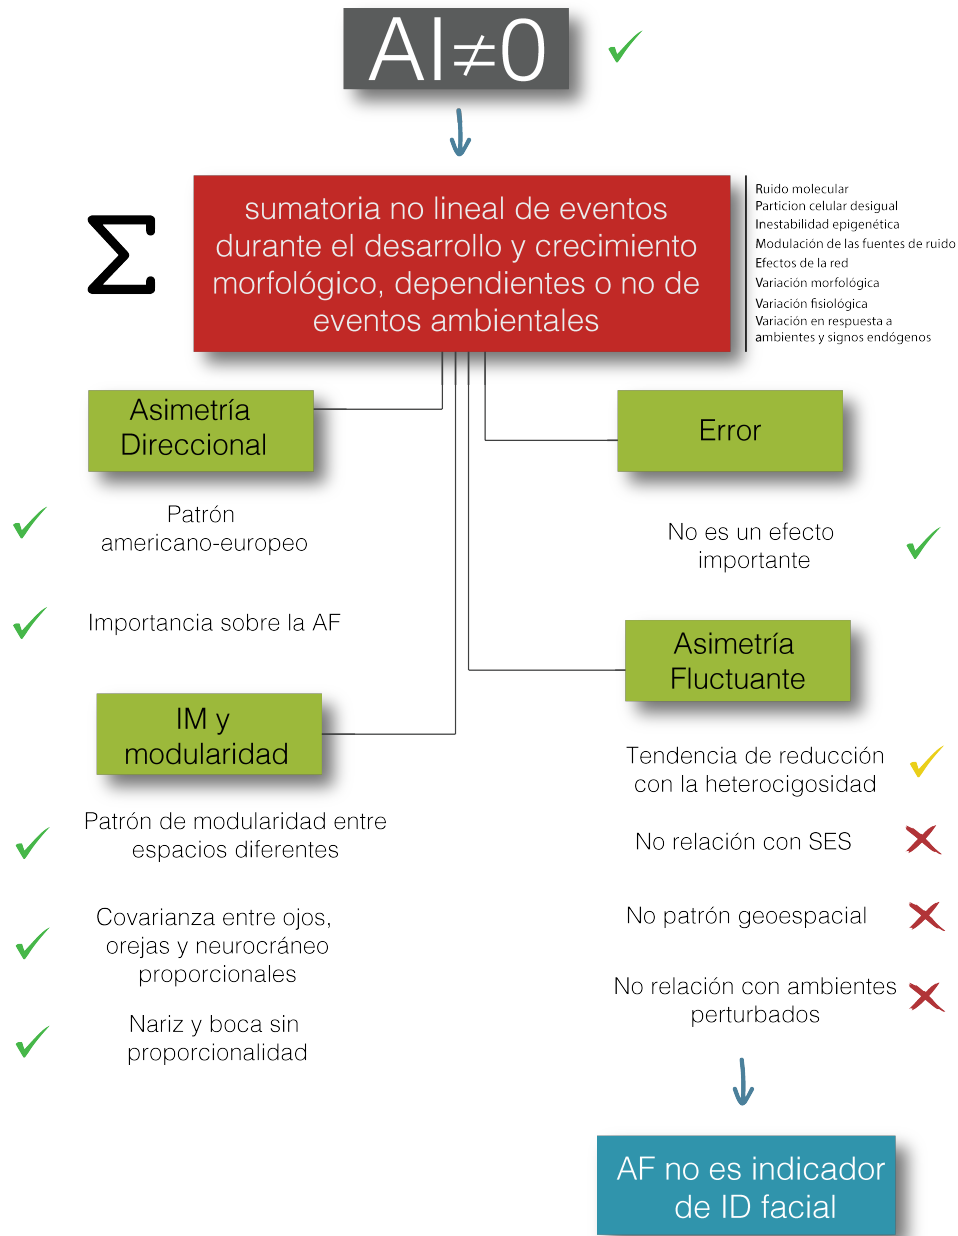 AI≠0
Σ
sumatoria no lineal de eventos
durante el desarrollo y crecimiento
morfológico, dependientes o no de
eventos ambientales
Ruido molecular
Particion celular desigual
Inestabilidad epigenética
Modulación de las fuentes de ruido
Efectos de la red
Variación morfológica
Variación fisiológica
Variación en respuesta a
ambientes y signos endógenos
Asimetría
Direccional
Patrón
americano-europeo
Importancia sobre la AF
IM y
modularidad
Patrón de modularidad entre
espacios diferentes
Covarianza entre ojos,
orejas y neurocráneo
proporcionales
Nariz y boca sin
proporcionalidad
Error
No es un efecto
importante
Asimetría
Fluctuante
Tendencia de reducción
con la heterocigosidad
No relación con SES
No patrón geoespacial
No relación con ambientes
perturbados
AF no es indicador
de ID facial